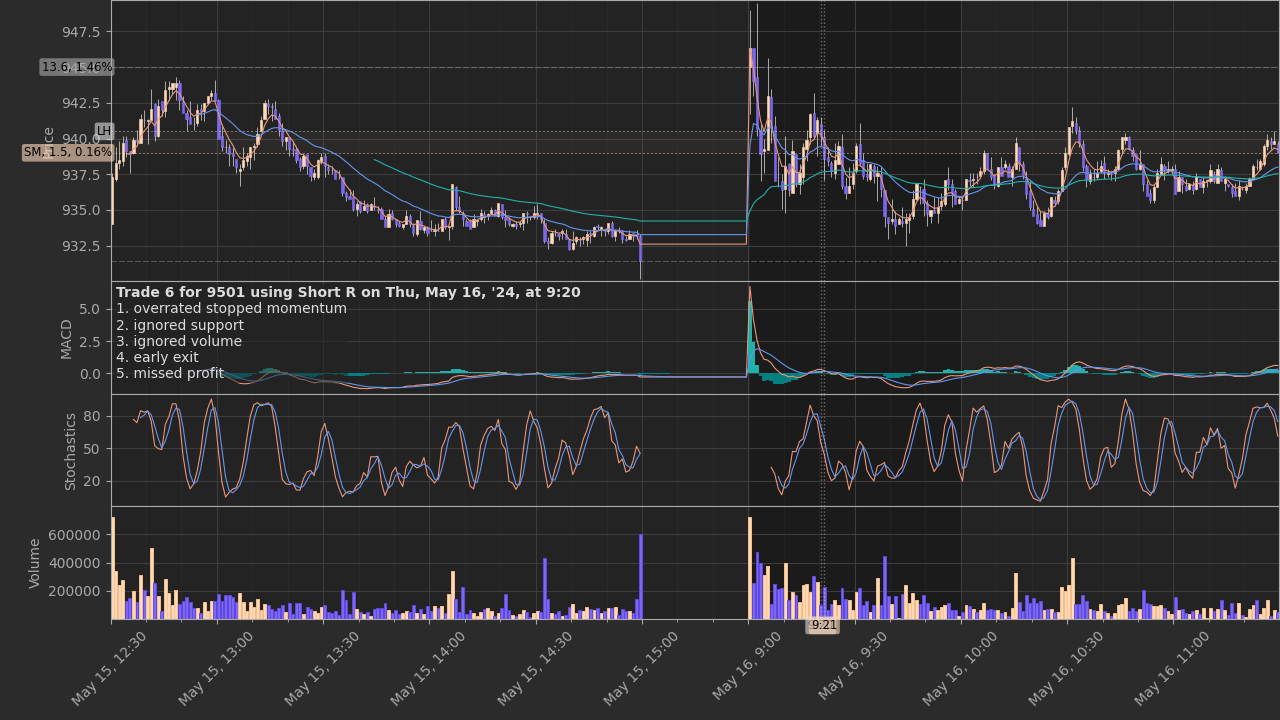 947.5
13.6, 1.46%
942.5
LH
940.0
Price
SM, 1.5, 0.16%
937.5
935.0
932.5
Trade 6 for 9501 using Short R on Thu, May 16, '24, at 9:20
1. overrated stopped momentum
2. ignored support
3. ignored volume
4. early exit
5. missed profit
MACD
5.0
2.5
0.0
Stochastics
80
50
20
Volume
600000
400000
200000
9:21
May 15, 12:30
May 15, 13:00
May 15, 13:30
May 15, 14:00
May 15, 14:30
May 15, 15:00
May 16, 9:00
May 16, 9:30
May 16, 10:00
May 16, 10:30
May 16, 11:00